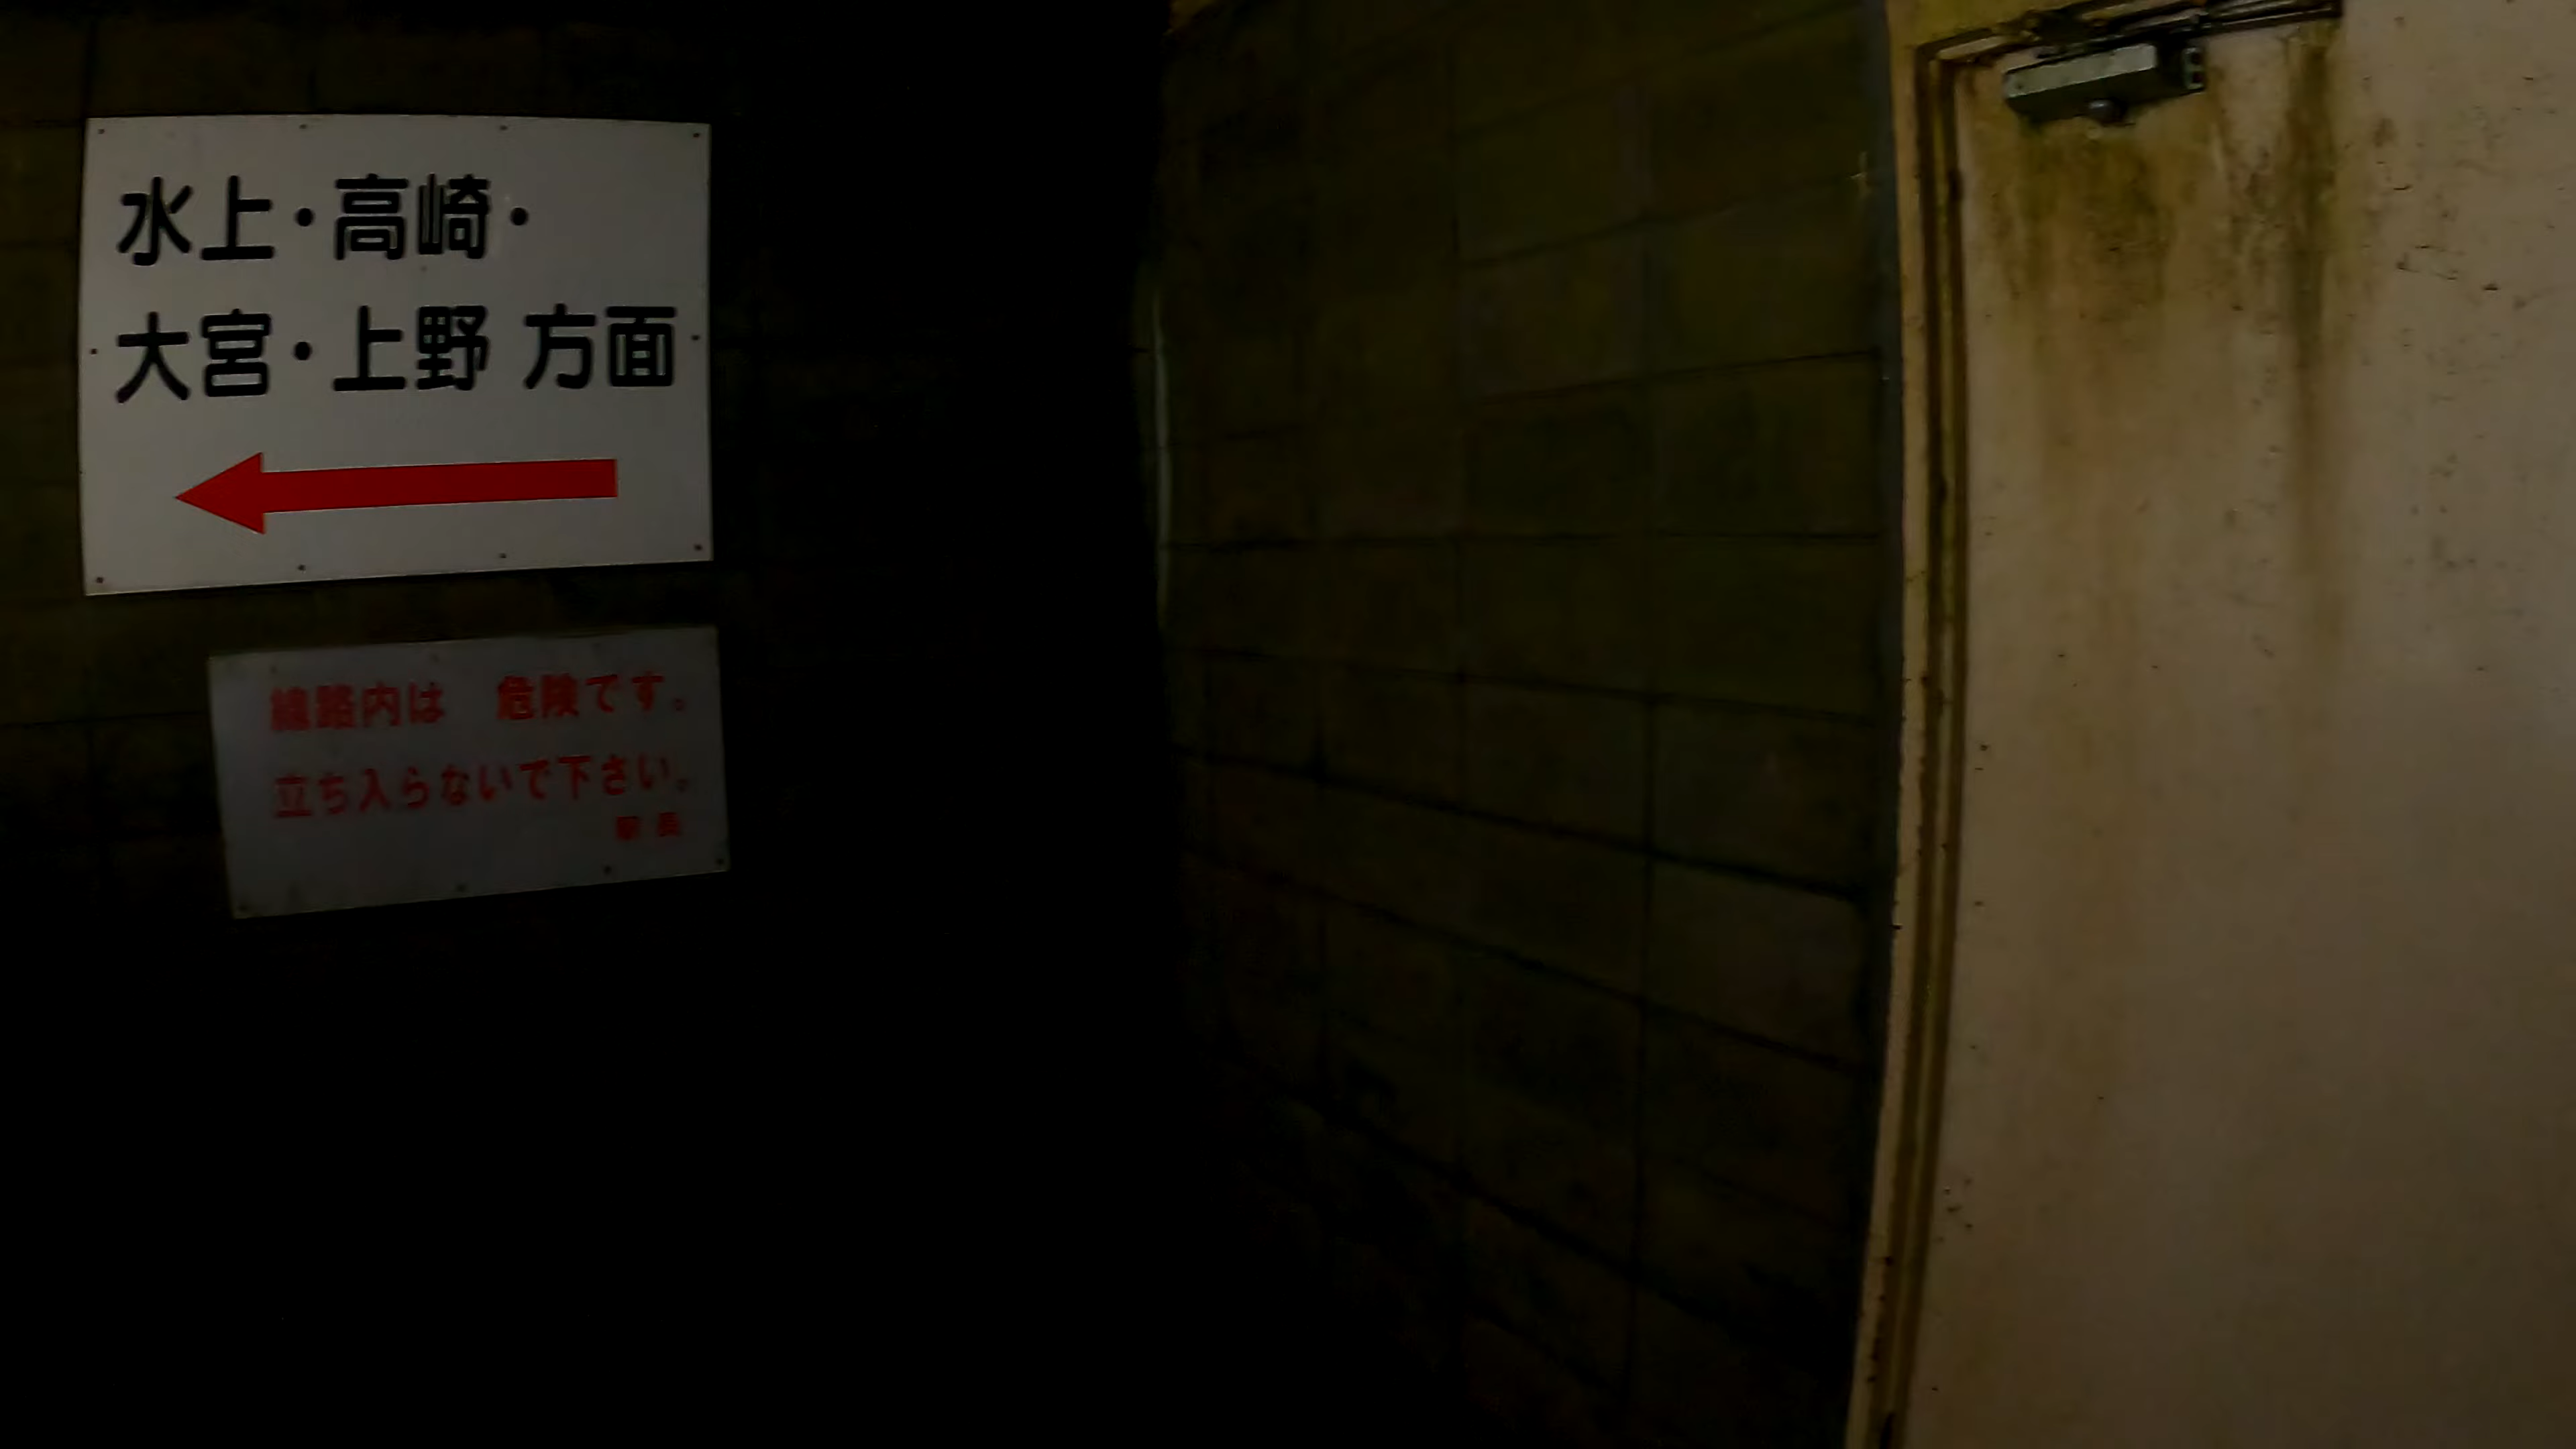 水上・高崎・
大宮・上野 方面
線路内は 危険です。
立ち入らないで下さい。
駅長